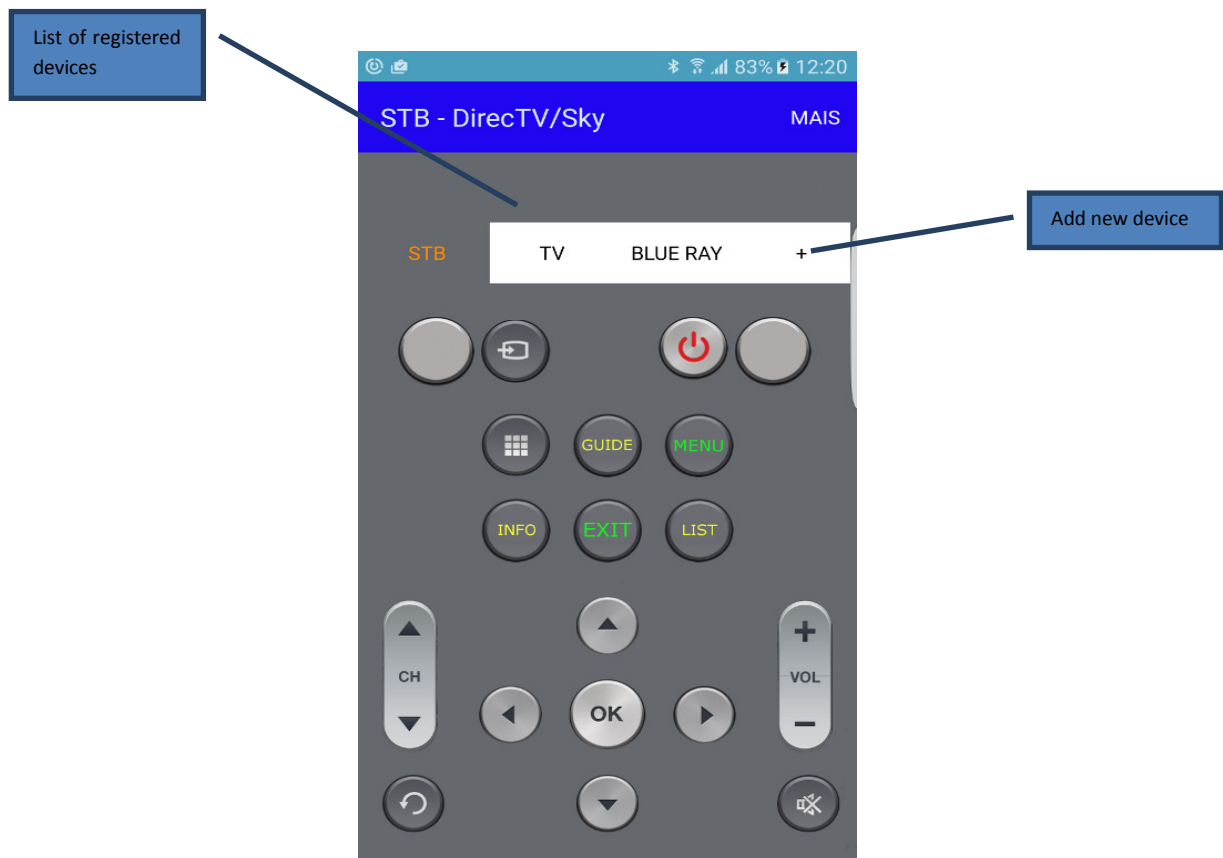 List of registered
devices
83% 12:20
STB - DirecTV/Sky MAIS
Add new device
STB TV BLUE RAY +
GUIDE MENU
INFO EXIT LIST
+
CH VOL
OK
−